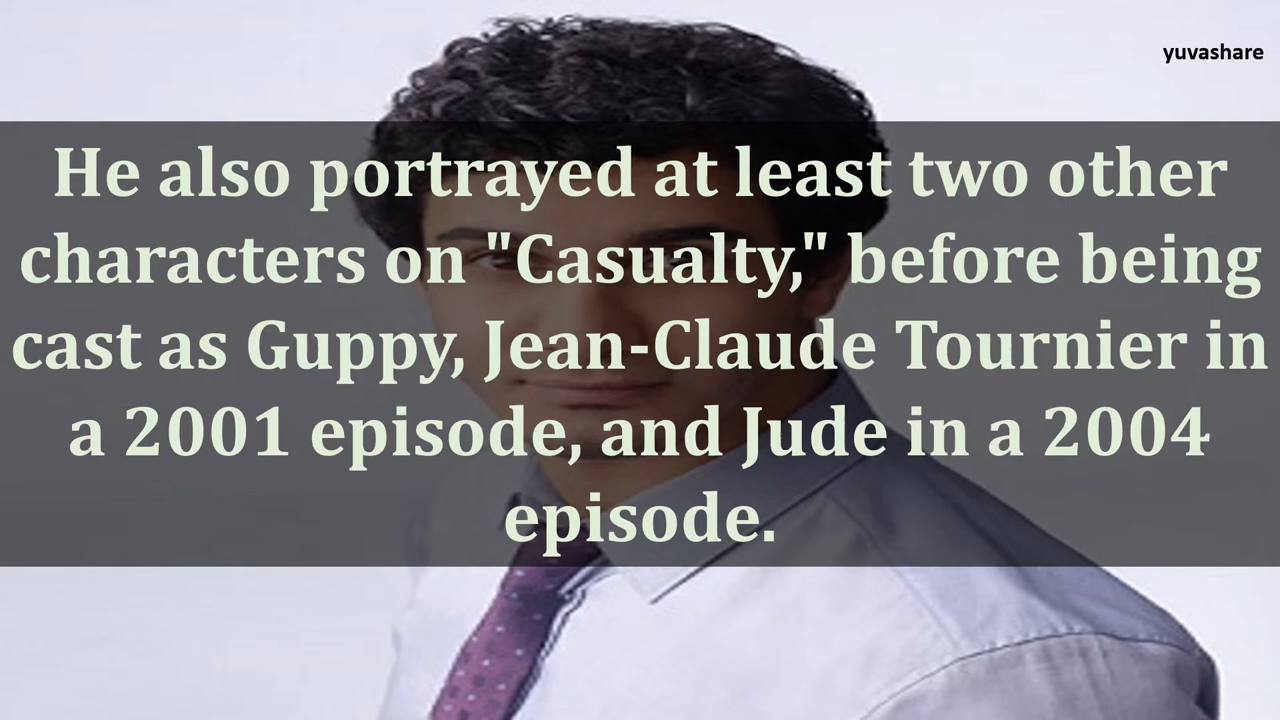 yuvashare
He also portrayed at least two other
characters on "Casualty," before being
cast as Guppy, Jean-Claude Tournier in
a 2001 episode, and Jude in a 2004
episode.